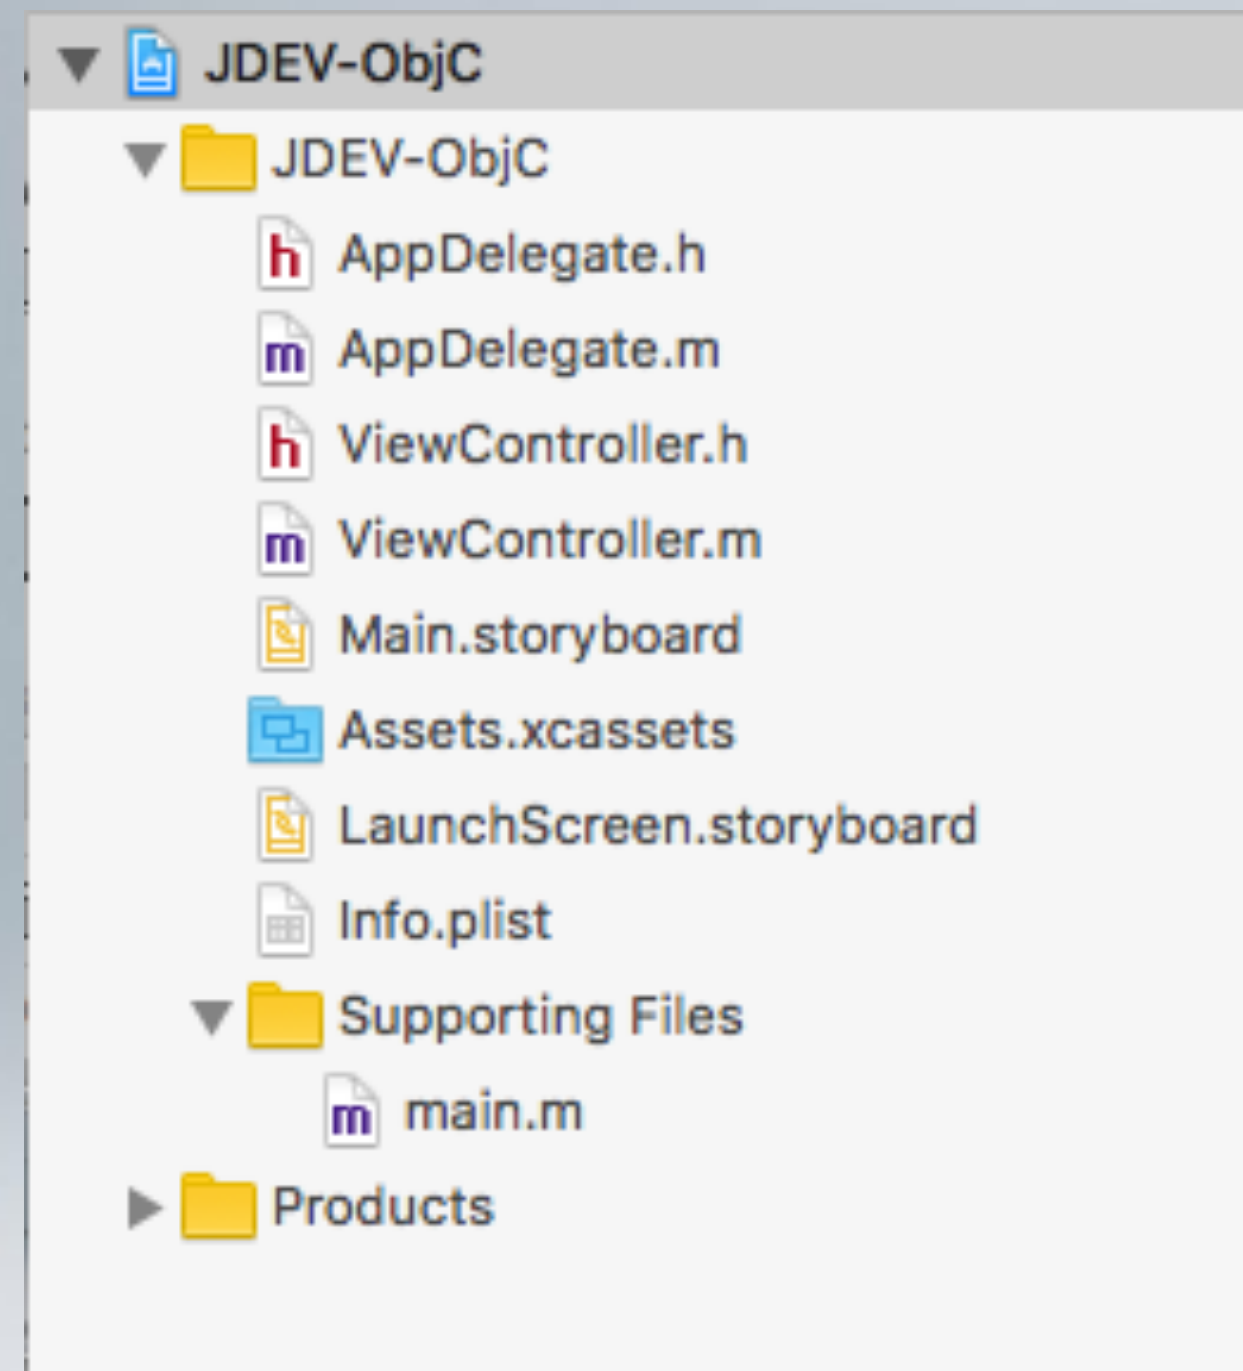 JDEV-ObjC
JDEV-ObjC
h AppDelegate.h
m AppDelegate.m
h ViewController.h
m ViewController.m
Main.storyboard
Assets.xcassets
LaunchScreen.storyboard
Info.plist
Supporting Files
m main.m
Products